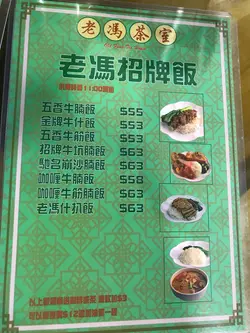 老馮茶室
老馮招牌飯
五香牛腩飯 $55
金牌牛什飯 $53
五香牛筋飯 $53
招牌牛坑腩飯 $63
馳名崩沙腩飯 $63
咖喱牛腩飯 $58
咖喱牛筋腩飯 $63
老馮什扒飯 $63